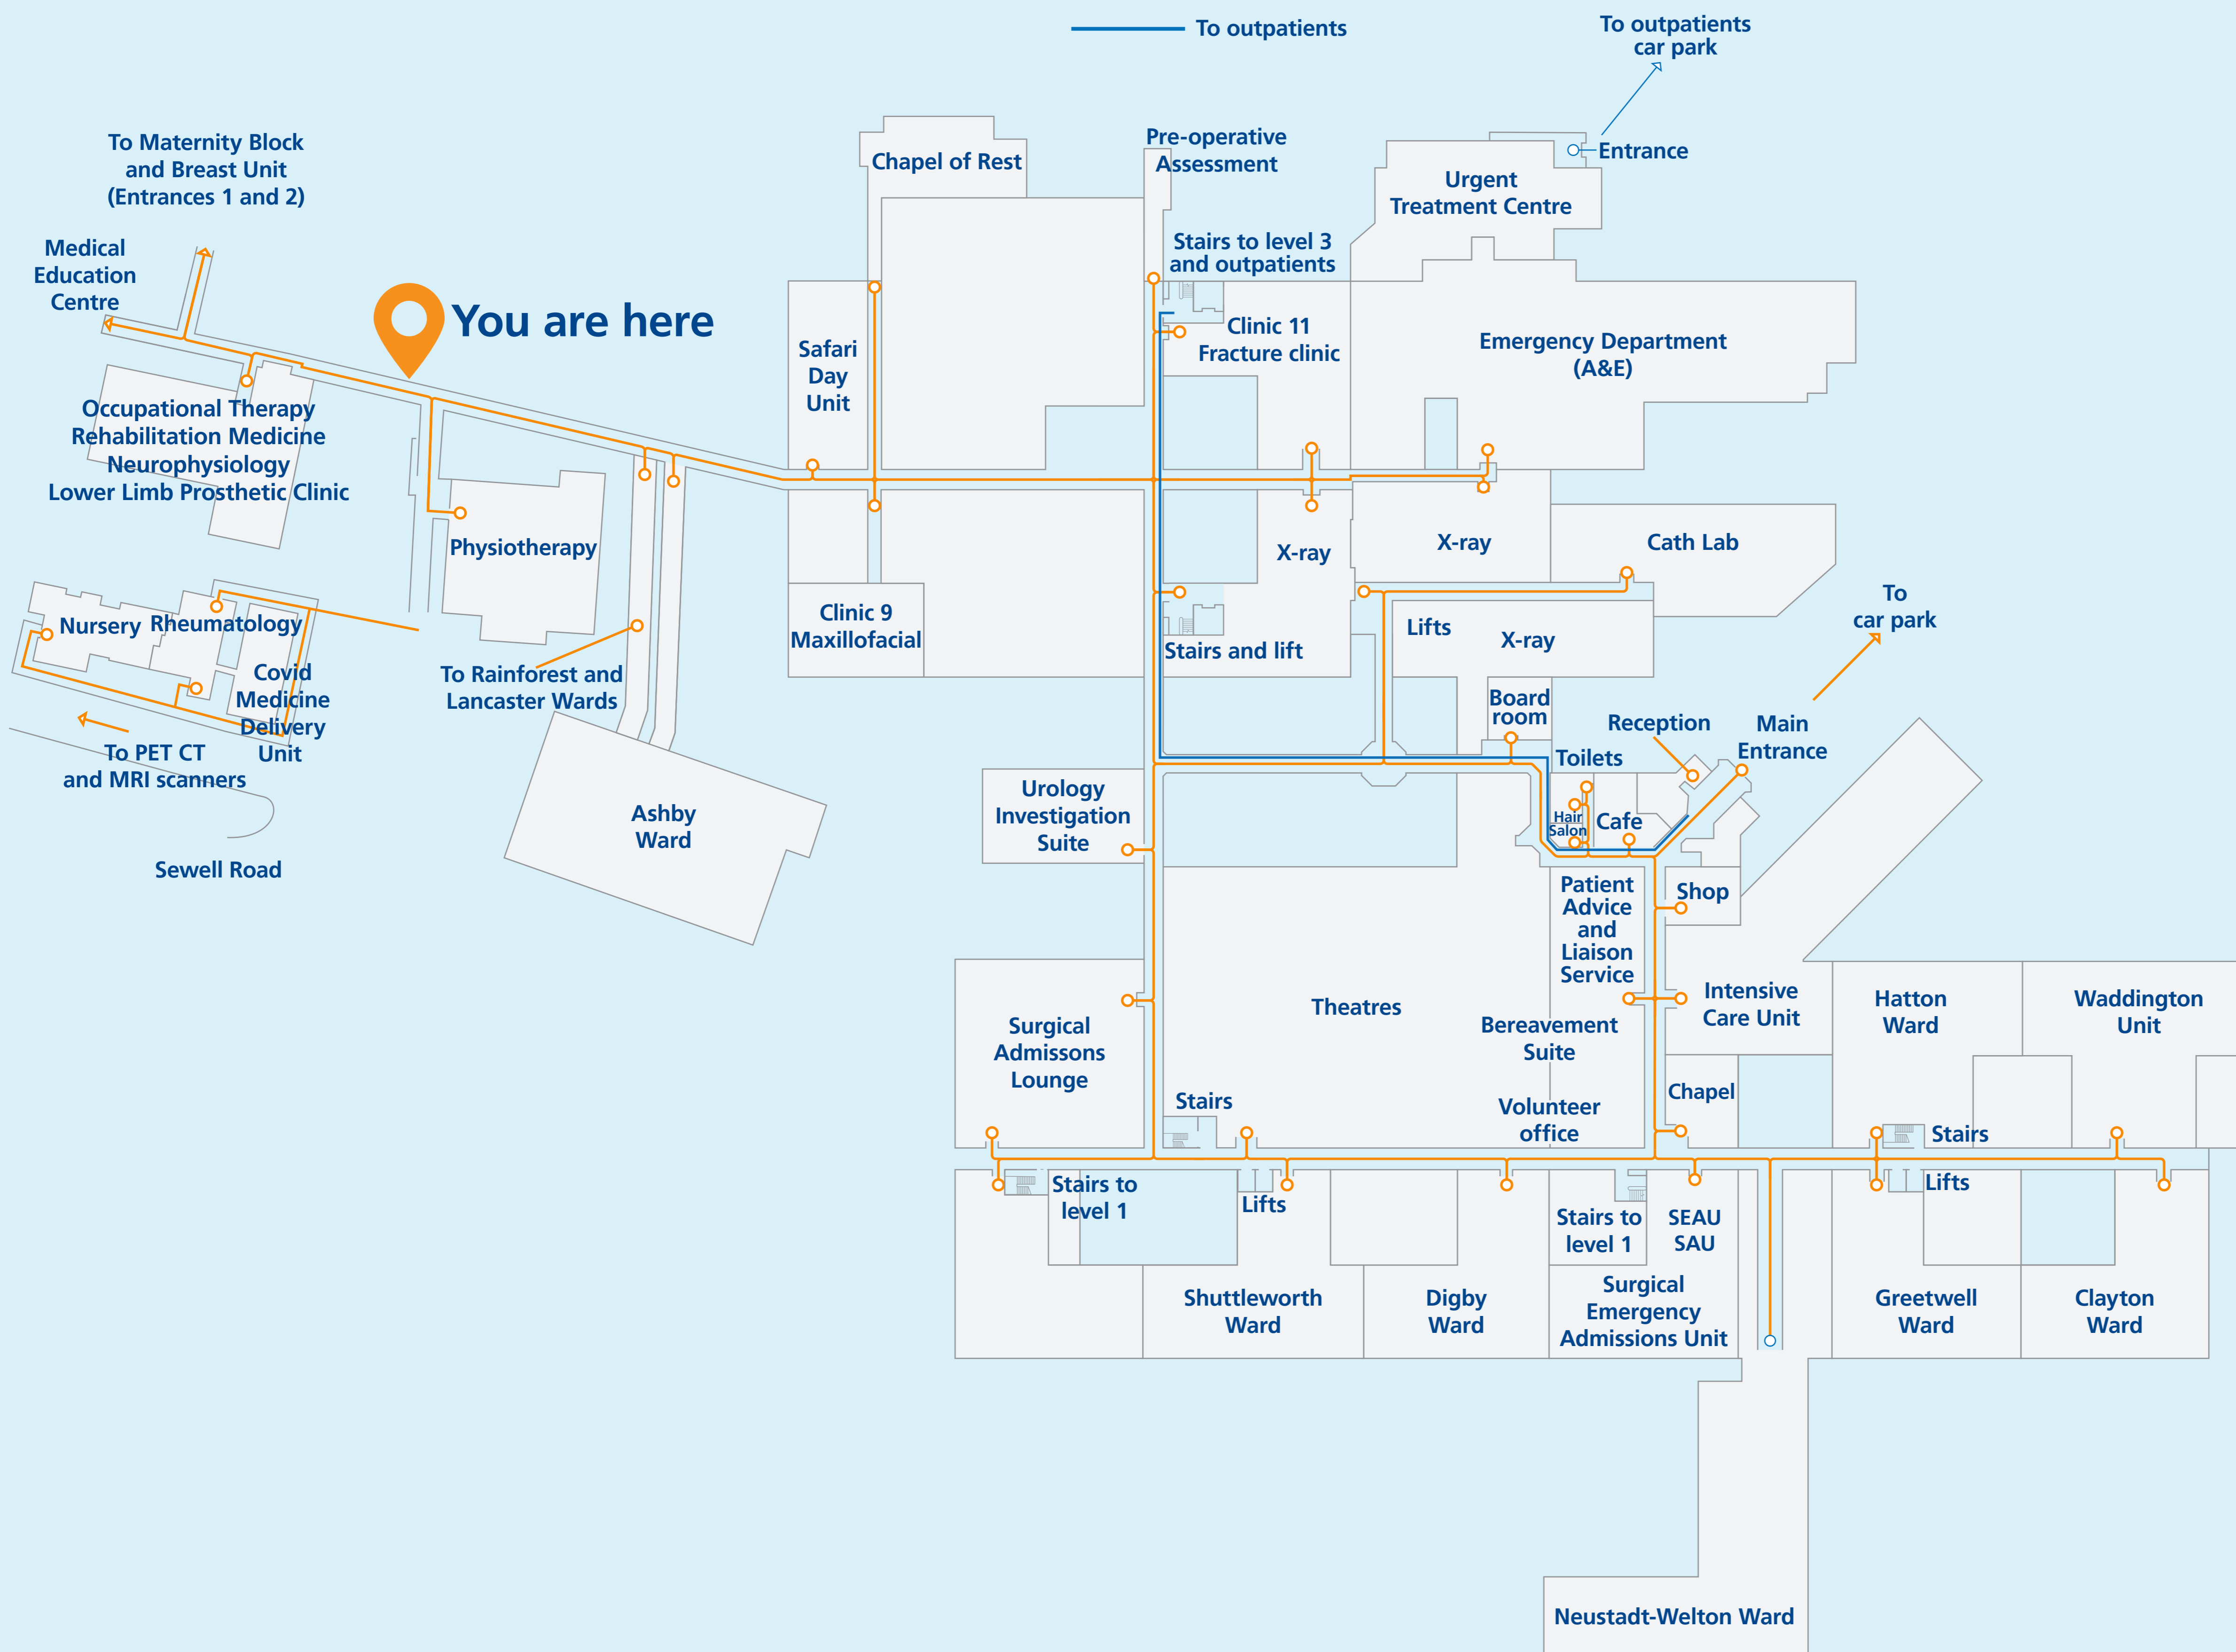 To outpatients
To outpatients
car park
To Maternity Block
and Breast Unit
(Entrances 1 and 2)
Chapel of Rest
Pre-operative
Assessment
Entrance
Urgent
Treatment Centre
Medical
Education
Centre
You are here
Stairs to level 3
and outpatients
Safari
Day
Unit
Clinic 11
Fracture clinic
Emergency Department
(A&E)
Occupational Therapy
Rehabilitation Medicine
Neurophysiology
Lower Limb Prosthetic Clinic
Physiotherapy
X-ray
X-ray
Cath Lab
Nursery
Rheumatology
Clinic 9
Maxillofacial
Stairs and lift
Lifts
X-ray
To
car park
Covid
Medicine
Delivery
Unit
To Rainforest and
Lancaster Wards
Board
room
Reception
Main
Entrance
To PET CT
and MRI scanners
Toilets
Sewell Road
Ashby
Ward
Urology
Investigation
Suite
Hair
Salon
Cafe
Patient
Advice
and
Liaison
Service
Shop
Surgical
Admissons
Lounge
Theatres
Bereavement
Suite
Intensive
Care Unit
Hatton
Ward
Waddington
Unit
Stairs
Volunteer
office
Chapel
Stairs
Stairs to
level 1
Lifts
Stairs to
level 1
SEAU
SAU
Lifts
Shuttleworth
Ward
Digby
Ward
Surgical
Emergency
Admissions Unit
Greetwell
Ward
Clayton
Ward
Neustadt-Welton Ward